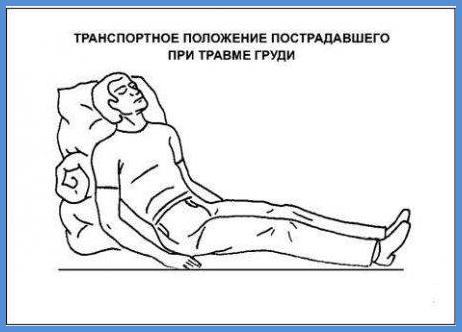 ТРАНСПОРТНОЕ ПОЛОЖЕНИЕ ПОСТРАДАВШЕГО
ПРИ ТРАВМЕ ГРУДИ